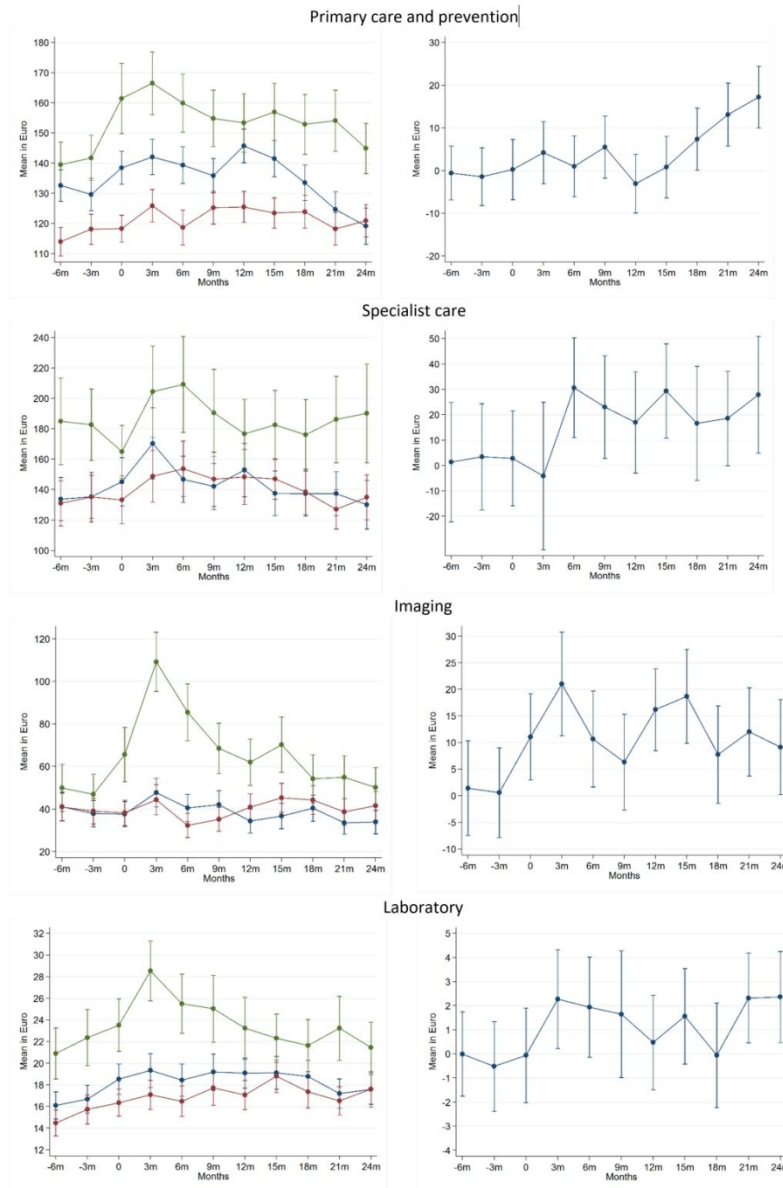 Primary care and prevention
Mean in Euro
180
170
160
150
140
130
120
110
-6m -3m 0 3m 6m 9m 12m 15m 18m 21m 24m
Months
Mean in Euro
30
20
10
0
-10
-20
-6m -3m 0 3m 6m 9m 12m 15m 18m 21m 24m
Months
Specialist care
Mean in Euro
240
220
200
180
160
140
120
100
-6m -3m 0 3m 6m 9m 12m 15m 18m 21m 24m
Months
Mean in Euro
50
40
30
20
10
0
-10
-20
-6m -3m 0 3m 6m 9m 12m 15m 18m 21m 24m
Months
Imaging
Mean in Euro
120
100
80
60
40
20
-6m -3m 0 3m 6m 9m 12m 15m 18m 21m 24m
Months
Mean in Euro
30
25
20
15
10
5
0
-5
-10
-6m -3m 0 3m 6m 9m 12m 15m 18m 21m 24m
Months
Laboratory
Mean in Euro
32
30
28
26
24
22
20
18
16
14
12
-6m -3m 0 3m 6m 9m 12m 15m 18m 21m 24m
Months
Mean in Euro
5
4
3
2
1
0
-1
-2
-3
-4
-6m -3m 0 3m 6m 9m 12m 15m 18m 21m 24m
Months